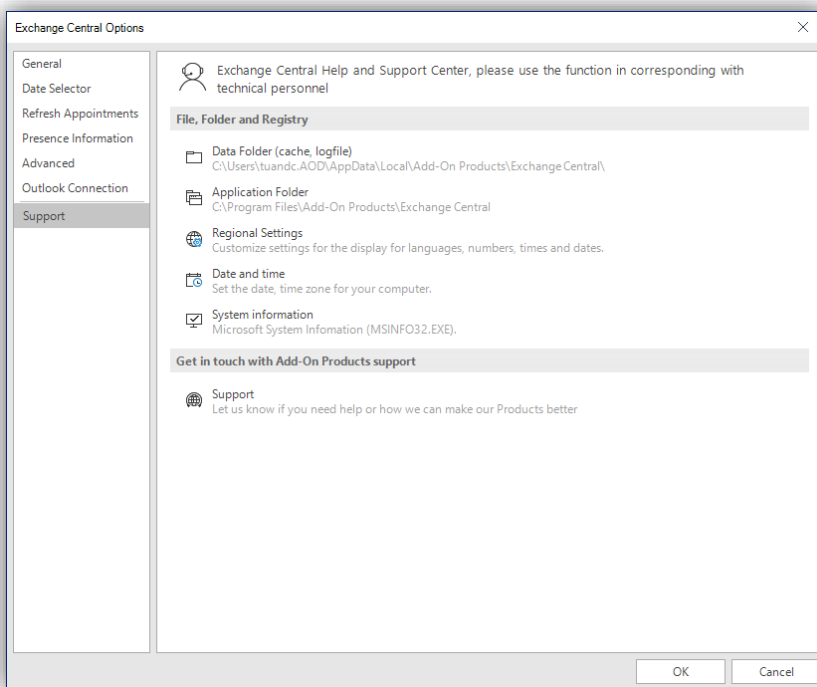 Exchange Central Options
General
Date Selector
Refresh Appointments
Presence Information
Advanced
Outlook Connection
Support
Exchange Central Help and Support Center, please use the function in corresponding with
technical personnel
File, Folder and Registry
Data Folder (cache, logfile)
C:\Users\tuandc.AOD\AppData\Local\Add-On Products\Exchange Central\
Application Folder
C:\Program Files\Add-On Products\Exchange Central
Regional Settings
Customize settings for the display for languages, numbers, times and dates.
Date and time
Set the date, time zone for your computer.
System information
Microsoft System Infomation (MSINFO32.EXE).
Get in touch with Add-On Products support
Support
Let us know if you need help or how we can make our Products better
OK
Cancel